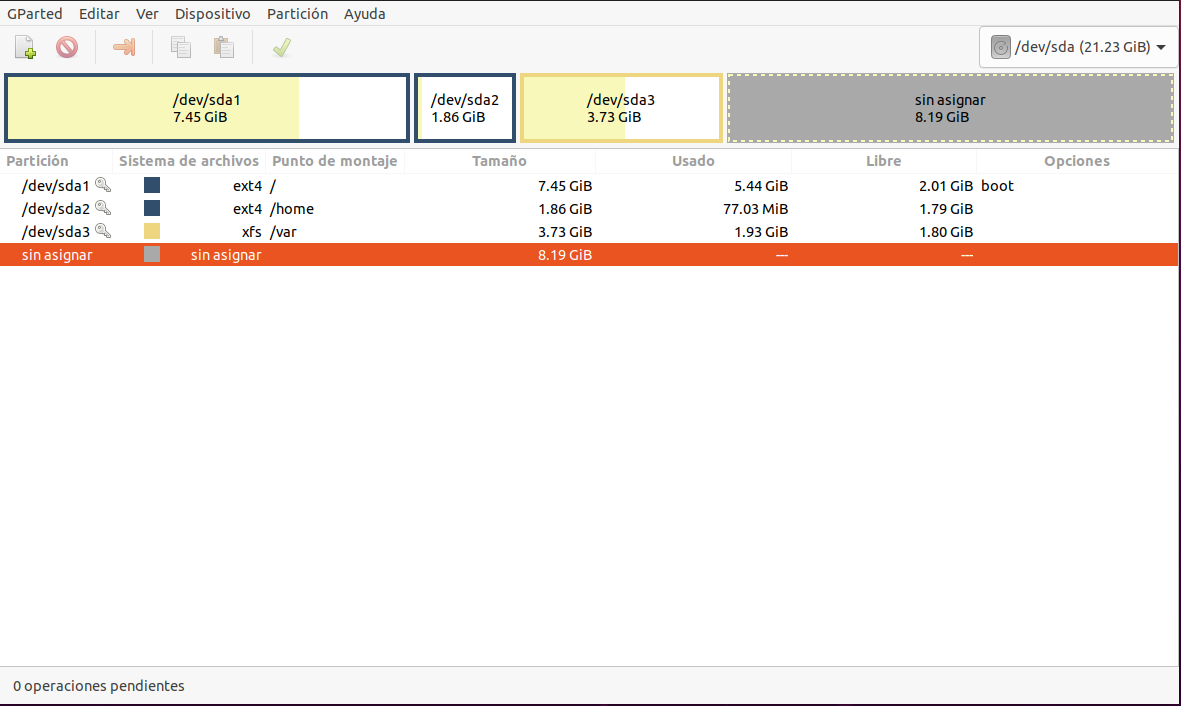 GParted Editar Ver Dispositivo Partición Ayuda
/dev/sda (21.23 GiB)
/dev/sda1 /dev/sda2 /dev/sda3 sin asignar
7.45 GiB 1.86 GiB 3.73 GiB 8.19 GiB
Partición Sistema de archivos Punto de montaje Tamaño Usado Libre Opciones
/dev/sda1 ext4 / 7.45 GiB 5.44 GiB 2.01 GiB boot
/dev/sda2 ext4 /home 1.86 GiB 77.03 MiB 1.79 GiB
/dev/sda3 xfs /var 3.73 GiB 1.93 GiB 1.80 GiB
sin asignar sin asignar 8.19 GiB --- ---
0 operaciones pendientes